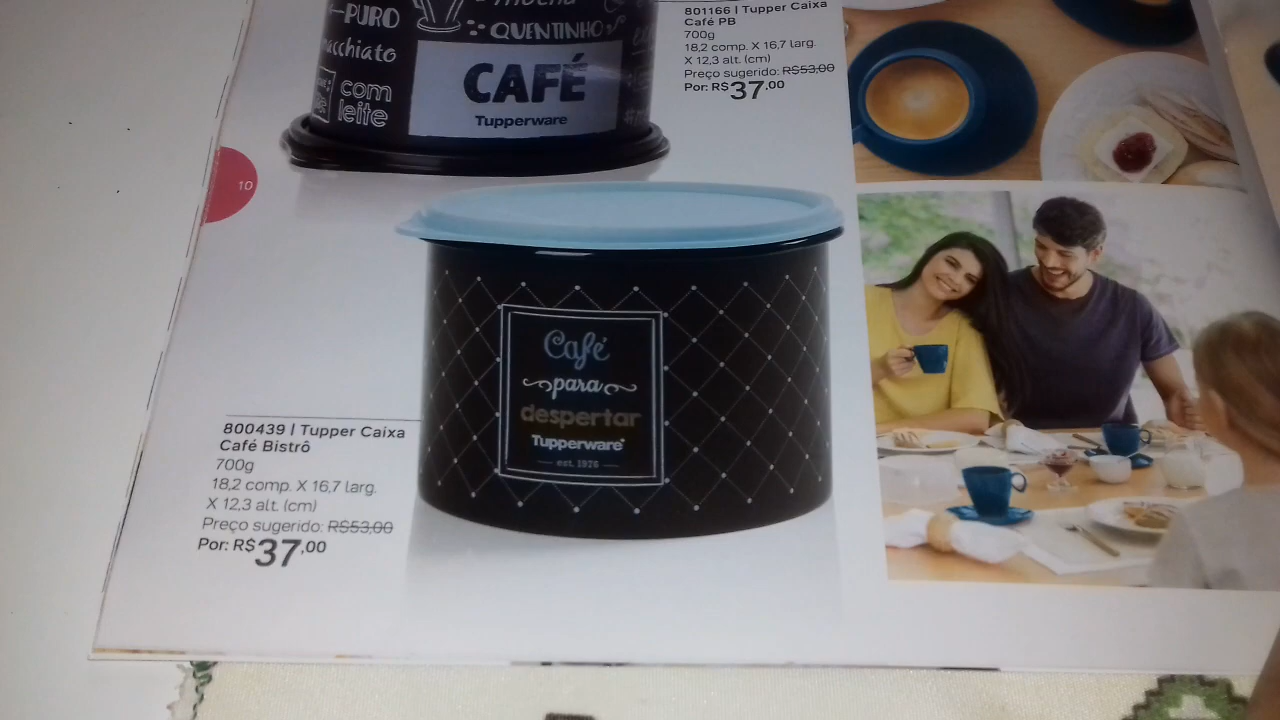 PURO
macchiato
com
leite
mocha
QUENTINHO
CAFÉ
Tupperware
801166 | Tupper Caixa
Café PB
700g
18,2 comp. X 16,7 larg.
X 12,3 alt. (cm)
Preço sugerido: R$53,00
Por: R$37,00
10
Café
para
despertar
Tupperware
est. 1926
800439 | Tupper Caixa
Café Bistrô
700g
18,2 comp. X 16,7 larg.
X 12,3 alt. (cm)
Preço sugerido: R$53,00
Por: R$37,00